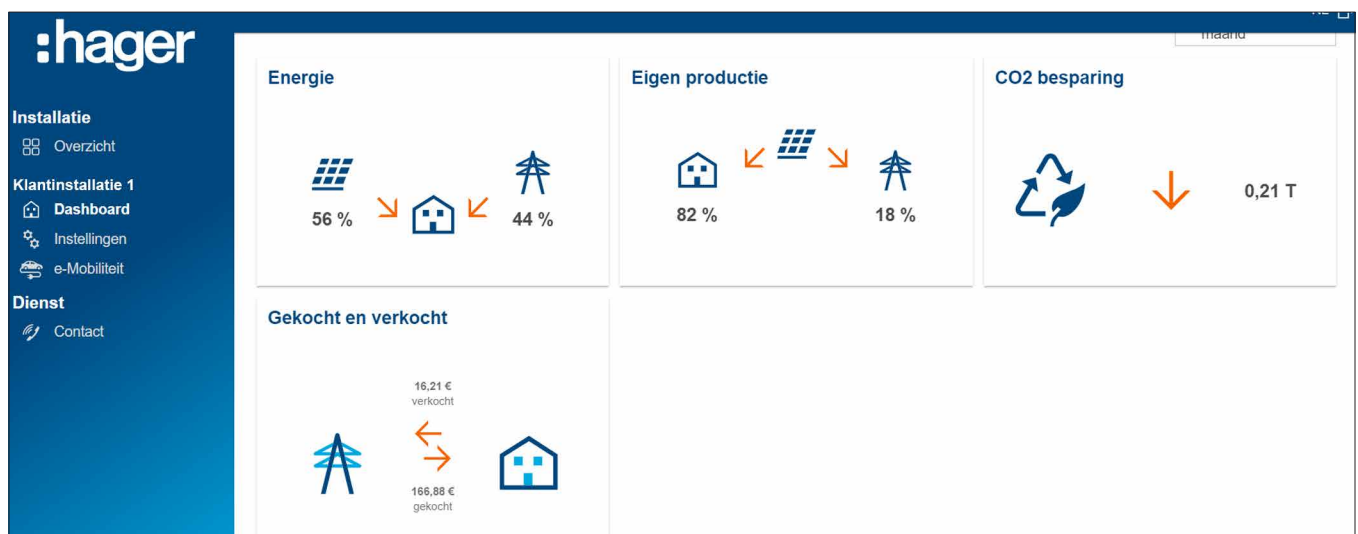 :hager
maand
Installatie
Overzicht
Klantinstallatie 1
Dashboard
Instellingen
e-Mobiliteit
Dienst
Contact
Energie
56 %
44 %
Eigen productie
82 %
18 %
CO2 besparing
0,21 T
Gekocht en verkocht
16,21 €
verkocht
166,88 €
gekocht